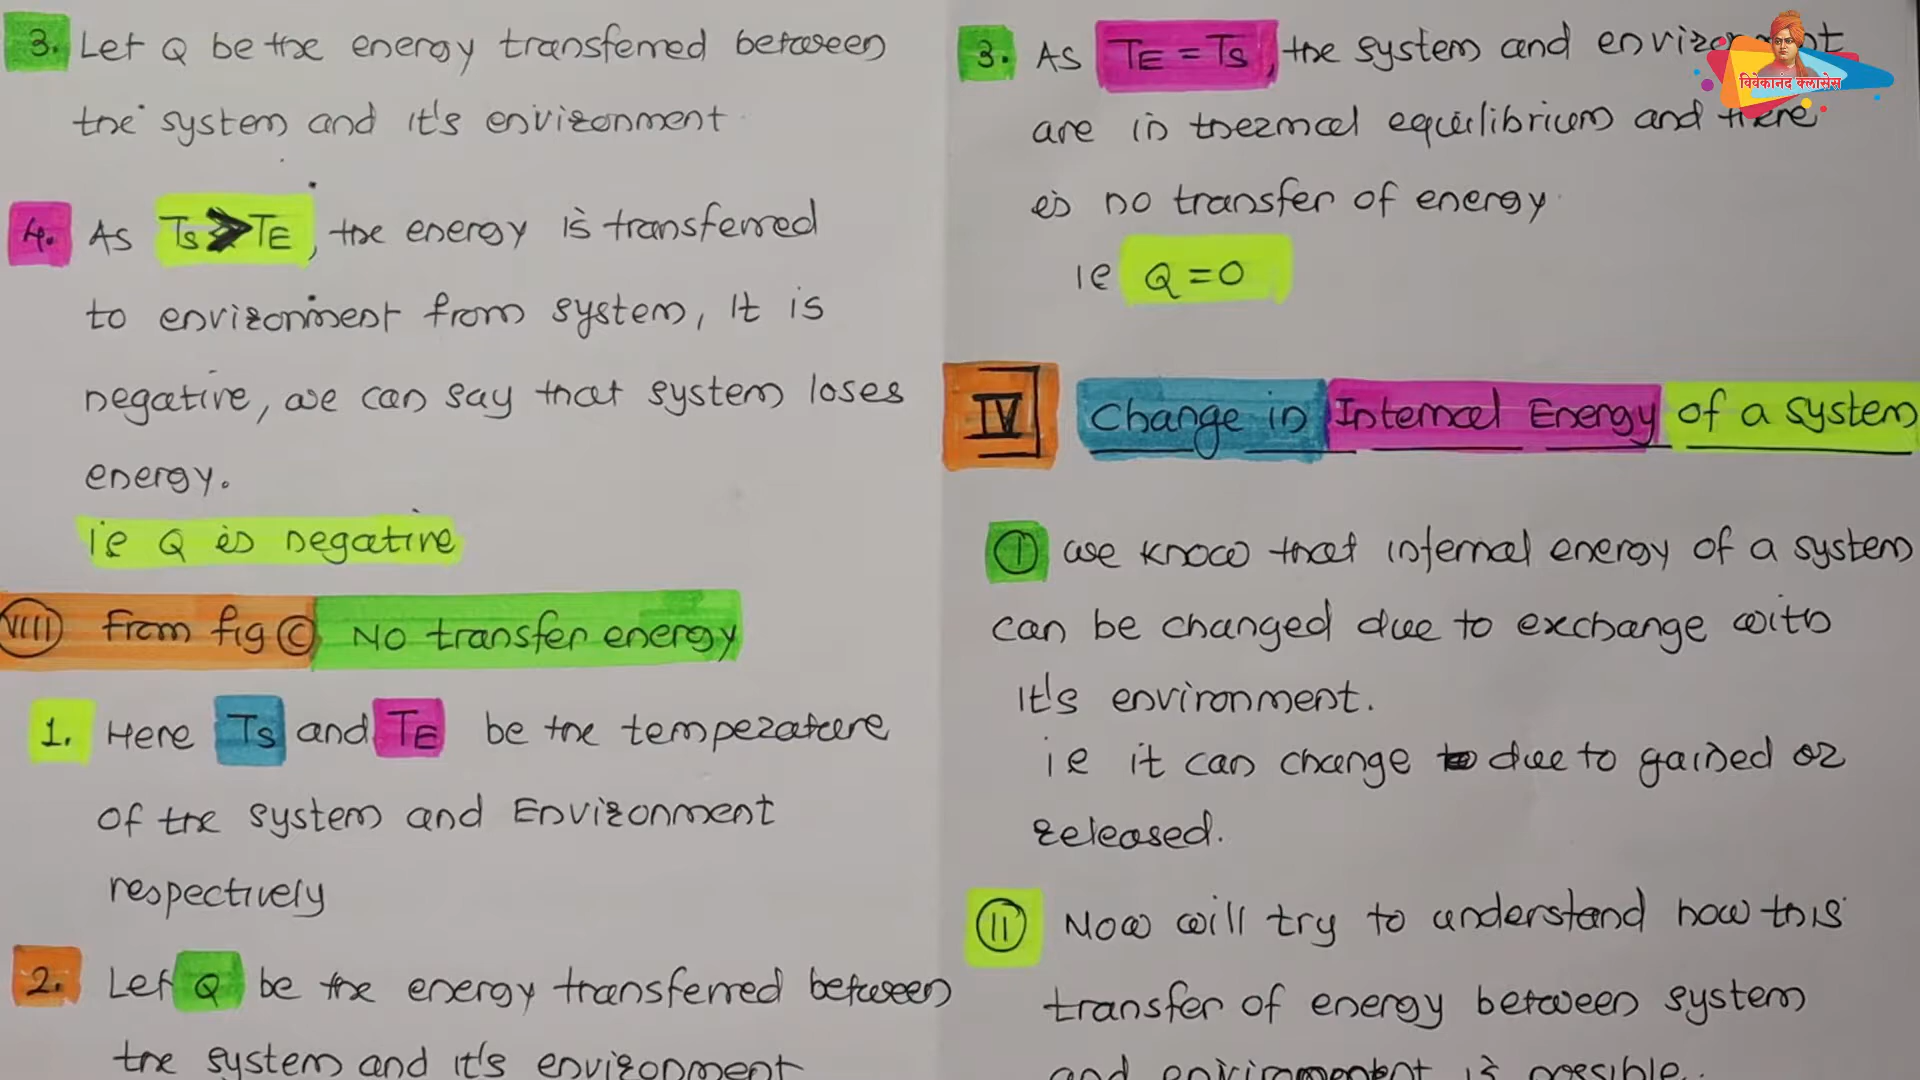 3. Let Q be the energy transferred between
the system and it's environment
4. As Ts > TE, the energy is transferred
to environment from system, It is
negative, we can say that system loses
energy.
ie Q is negative
VIII From fig C No transfer energy
1. Here Ts and TE be the temperature
of the system and Environment
respectively
2. Let Q be the energy transferred between
the system and it's environment
3. As TE = Ts, the system and environment
are in thermal equilibrium and there
is no transfer of energy
ie Q = 0
IV Change in Internal Energy of a system
I we know that internal energy of a system
can be changed due to exchange with
It's environment.
ie it can change due to gained or
released.
II Now will try to understand how this
transfer of energy between system
and environment is possible.
विवेकानंद क्लासेस